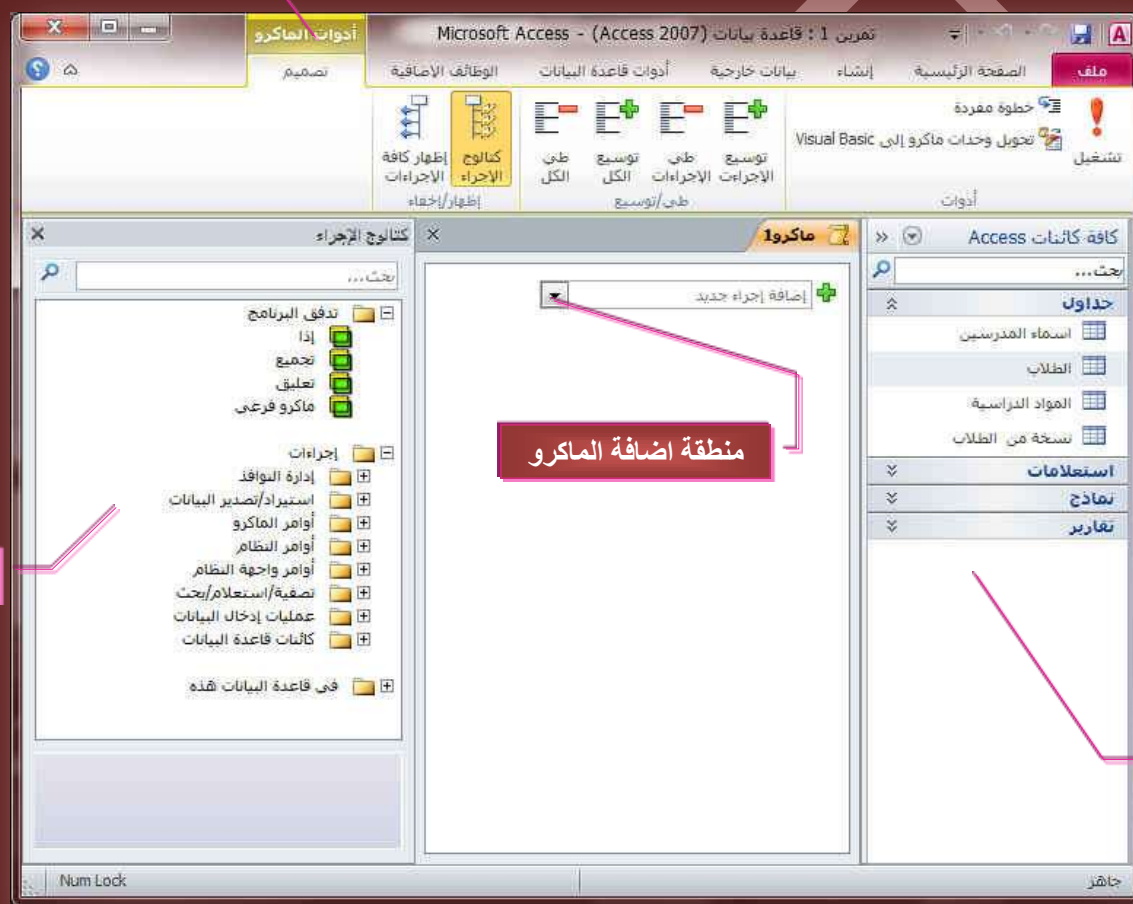 تمرين 1 : قاعدة بيانات (Access 2007) - Microsoft Access
أدوات الماكرو
ملف
الصفحة الرئيسية
إنشاء
بيانات خارجية
أدوات قاعدة البيانات
الوظائف الإضافية
تصميم
تشغيل
خطوة مفردة
تحويل وحدات ماكرو إلى Visual Basic
أدوات
توسيع الإجراءات
طي الإجراءات
توسيع الكل
طي الكل
طي/توسيع
كتالوج الإجراء
إظهار كافة الإجراءات
إظهار/إخفاء
كافة كائنات Access
بحث...
جداول
اسماء المدرسين
الطلاب
المواد الدراسية
نسخة من الطلاب
استعلامات
نماذج
تقارير
ماكرو1
إضافة إجراء جديد
منطقة اضافة الماكرو
كتالوج الإجراء
بحث...
تدفق البرنامج
إذا
تجميع
تعليق
ماكرو فرعي
إجراءات
إدارة النوافذ
استيراد/تصدير البيانات
أوامر الماكرو
أوامر النظام
أوامر واجهة النظام
تصفية/استعلام/بحث
عمليات إدخال البيانات
كائنات قاعدة البيانات
في قاعدة البيانات هذه
جاهز
Num Lock